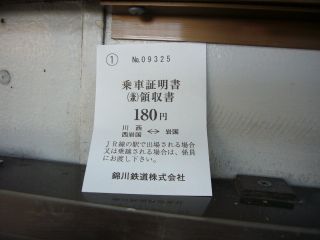 ① No.09325
乗車証明書
㈱領収書
180円
川西
西岩国 ←→ 岩国
JR線の駅で出場される場合
又は乗越される場合は、係員
にお渡し下さい。
錦川鉄道株式会社